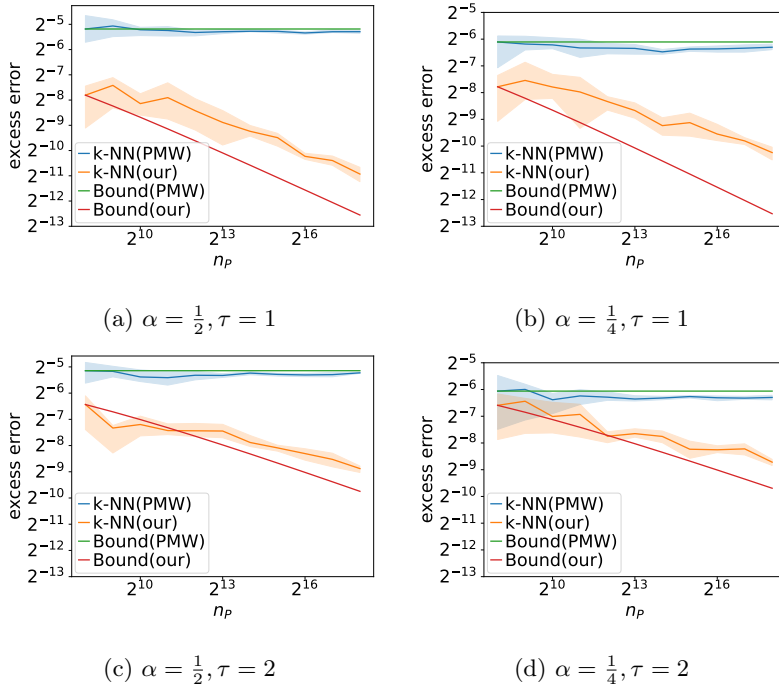 excess error
2^{-5}
2^{-6}
2^{-7}
2^{-8}
2^{-9}
2^{-10}
2^{-11}
2^{-12}
2^{-13}
k-NN(PMW)
k-NN(our)
Bound(PMW)
Bound(our)
2^{10} 2^{13} 2^{16}
n_P
(a) α = 1/2, τ = 1
excess error
2^{-5}
2^{-6}
2^{-7}
2^{-8}
2^{-9}
2^{-10}
2^{-11}
2^{-12}
2^{-13}
k-NN(PMW)
k-NN(our)
Bound(PMW)
Bound(our)
2^{10} 2^{13} 2^{16}
n_P
(b) α = 1/4, τ = 1
excess error
2^{-5}
2^{-6}
2^{-7}
2^{-8}
2^{-9}
2^{-10}
2^{-11}
2^{-12}
2^{-13}
k-NN(PMW)
k-NN(our)
Bound(PMW)
Bound(our)
2^{10} 2^{13} 2^{16}
n_P
(c) α = 1/2, τ = 2
excess error
2^{-5}
2^{-6}
2^{-7}
2^{-8}
2^{-9}
2^{-10}
2^{-11}
2^{-12}
2^{-13}
k-NN(PMW)
k-NN(our)
Bound(PMW)
Bound(our)
2^{10} 2^{13} 2^{16}
n_P
(d) α = 1/4, τ = 2